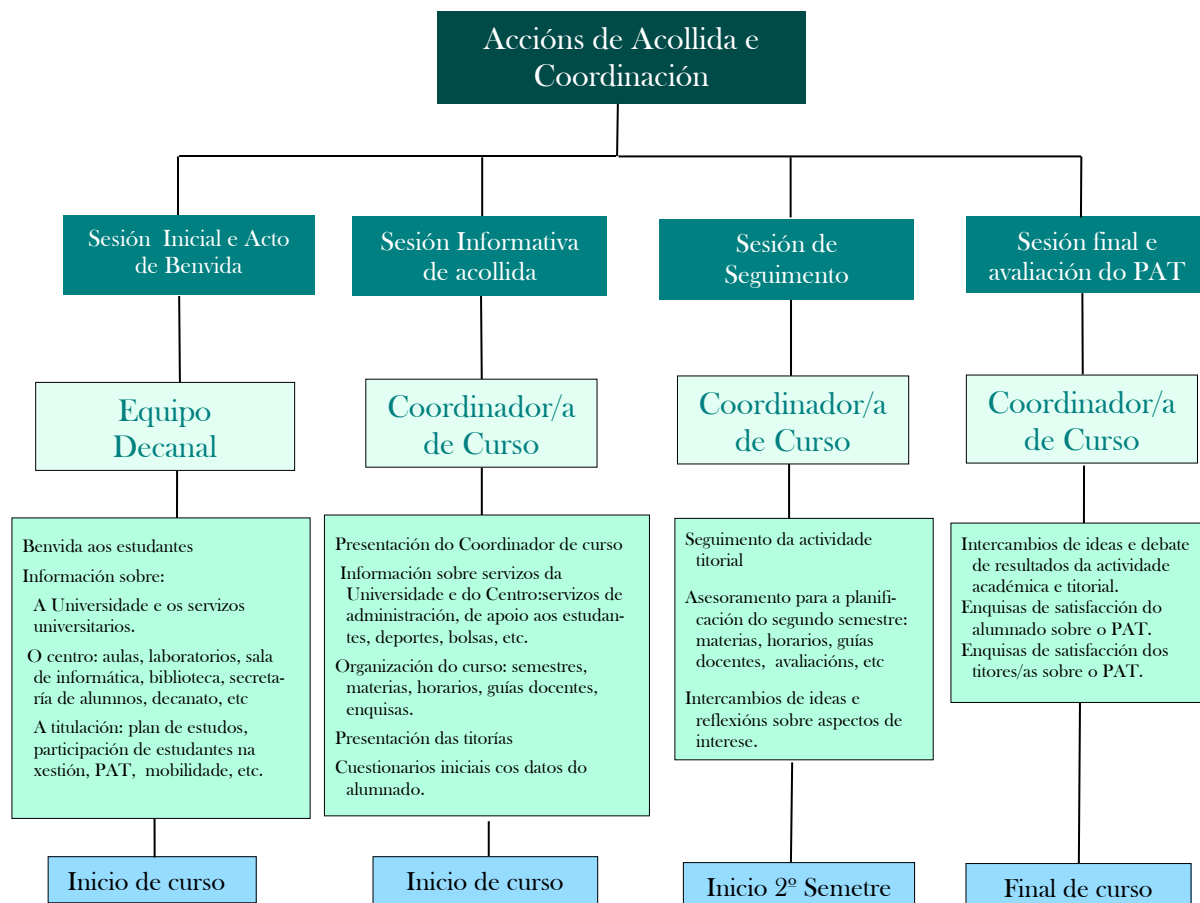 Accións de Acollida e
Coordinación
Sesión Inicial e Acto
de Benvida
Equipo
Decanal
Benvida aos estudantes
Información sobre:
A Universidade e os servizos
universitarios.
O centro: aulas, laboratorios, sala
de informática, biblioteca, secreta-
ría de alumnos, decanato, etc
A titulación: plan de estudos,
participación de estudantes na
xestión, PAT, mobilidade, etc.
Inicio de curso
Sesión Informativa
de acollida
Coordinador/a
de Curso
Presentación do Coordinador de curso
Información sobre servizos da
Universidade e do Centro:servizos de
administración, de apoio aos estudan-
tes, deportes, bolsas, etc.
Organización do curso: semestres,
materias, horarios, guías docentes,
enquisas.
Presentación das titorías
Cuestionarios iniciais cos datos do
alumnado.
Inicio de curso
Sesión de
Seguimento
Coordinador/a
de Curso
Seguimento da actividade
titorial
Asesoramento para a planifi-
cación do segundo semestre:
materias, horarios, guías
docentes, avaliacións, etc
Intercambios de ideas e
reflexións sobre aspectos de
interese.
Inicio 2º Semetre
Sesión final e
avaliación do PAT
Coordinador/a
de Curso
Intercambios de ideas e debate
de resultados da actividade
académica e titorial.
Enquisas de satisfacción do
alumnado sobre o PAT.
Enquisas de satisfacción dos
titores/as sobre o PAT.
Final de curso